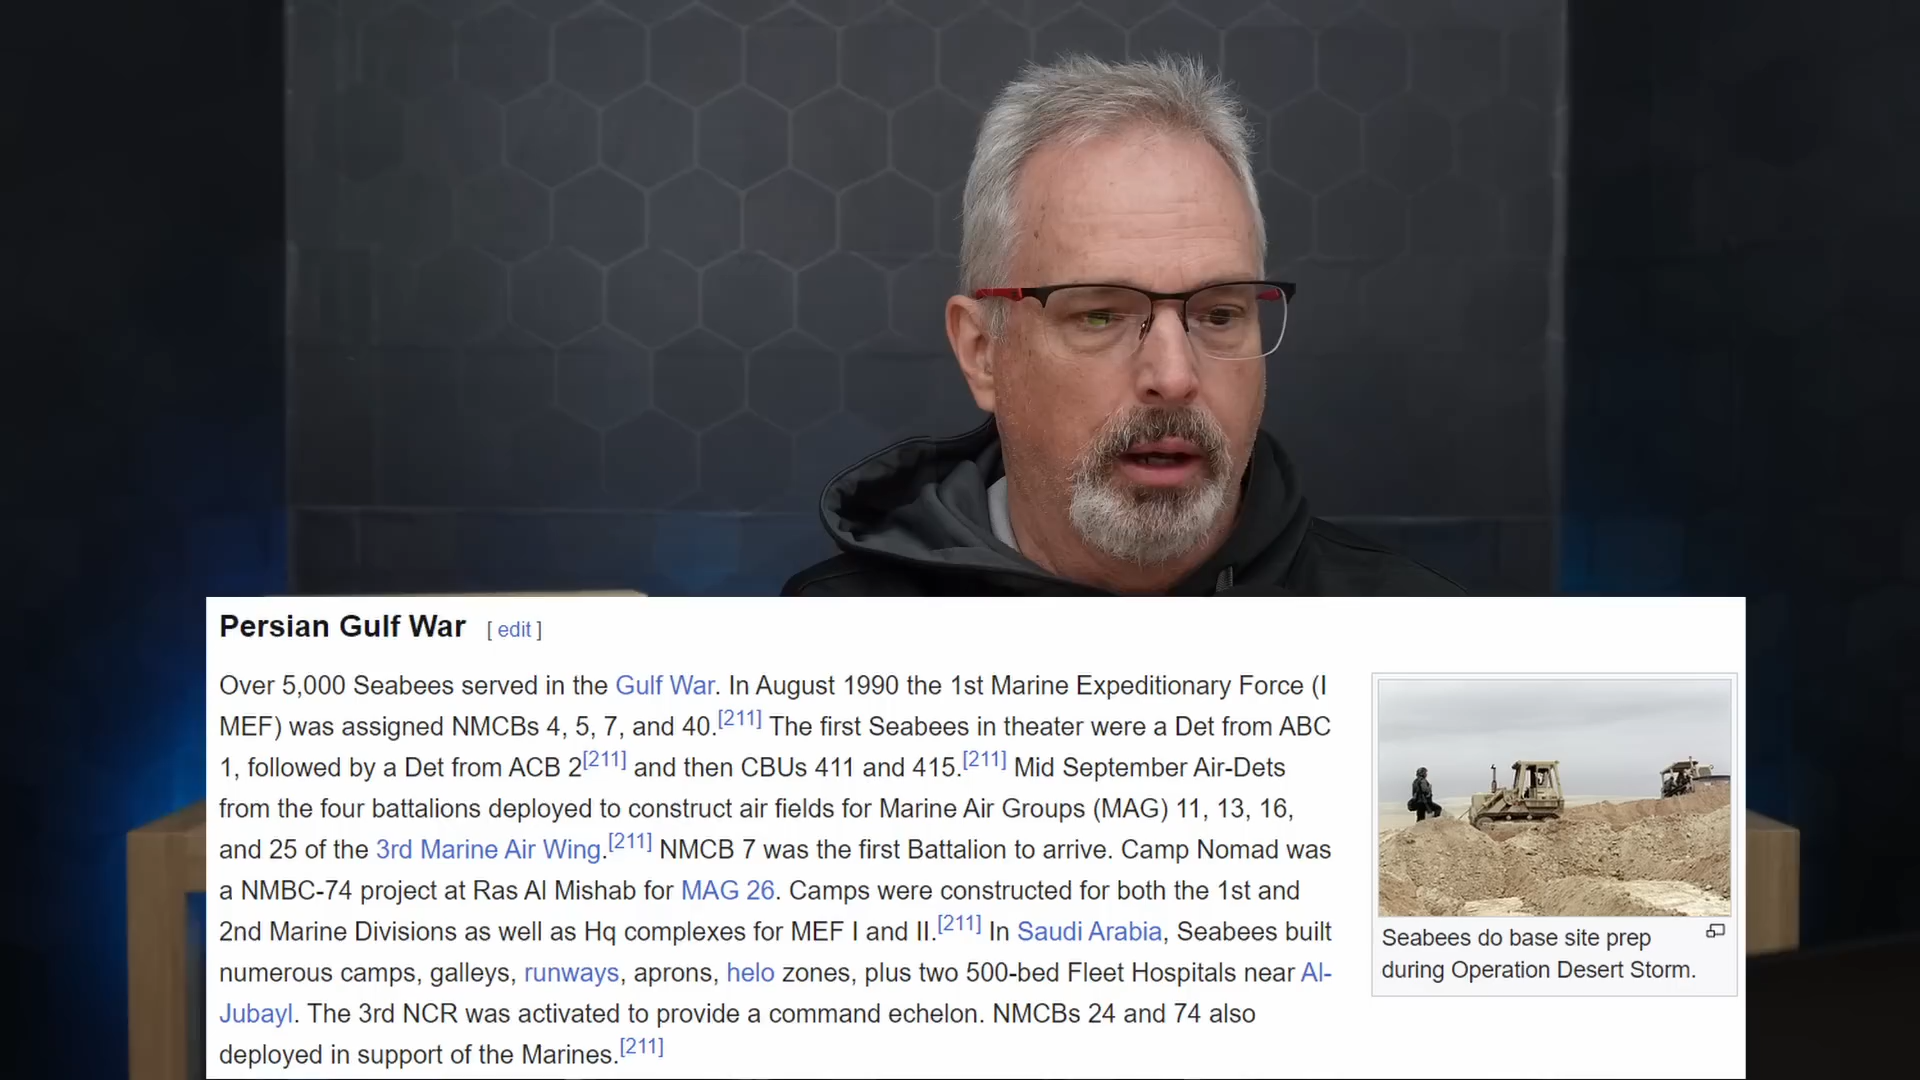 Persian Gulf War [ edit ]
Over 5,000 Seabees served in the Gulf War. In August 1990 the 1st Marine Expeditionary Force (I
MEF) was assigned NMCBs 4, 5, 7, and 40.[211] The first Seabees in theater were a Det from ABC
1, followed by a Det from ACB 2[211] and then CBUs 411 and 415.[211] Mid September Air-Dets
from the four battalions deployed to construct air fields for Marine Air Groups (MAG) 11, 13, 16,
and 25 of the 3rd Marine Air Wing.[211] NMCB 7 was the first Battalion to arrive. Camp Nomad was
a NMBC-74 project at Ras Al Mishab for MAG 26. Camps were constructed for both the 1st and
2nd Marine Divisions as well as Hq complexes for MEF I and II.[211] In Saudi Arabia, Seabees built
numerous camps, galleys, runways, aprons, helo zones, plus two 500-bed Fleet Hospitals near Al-
Jubayl. The 3rd NCR was activated to provide a command echelon. NMCBs 24 and 74 also
deployed in support of the Marines.[211]
Seabees do base site prep
during Operation Desert Storm.